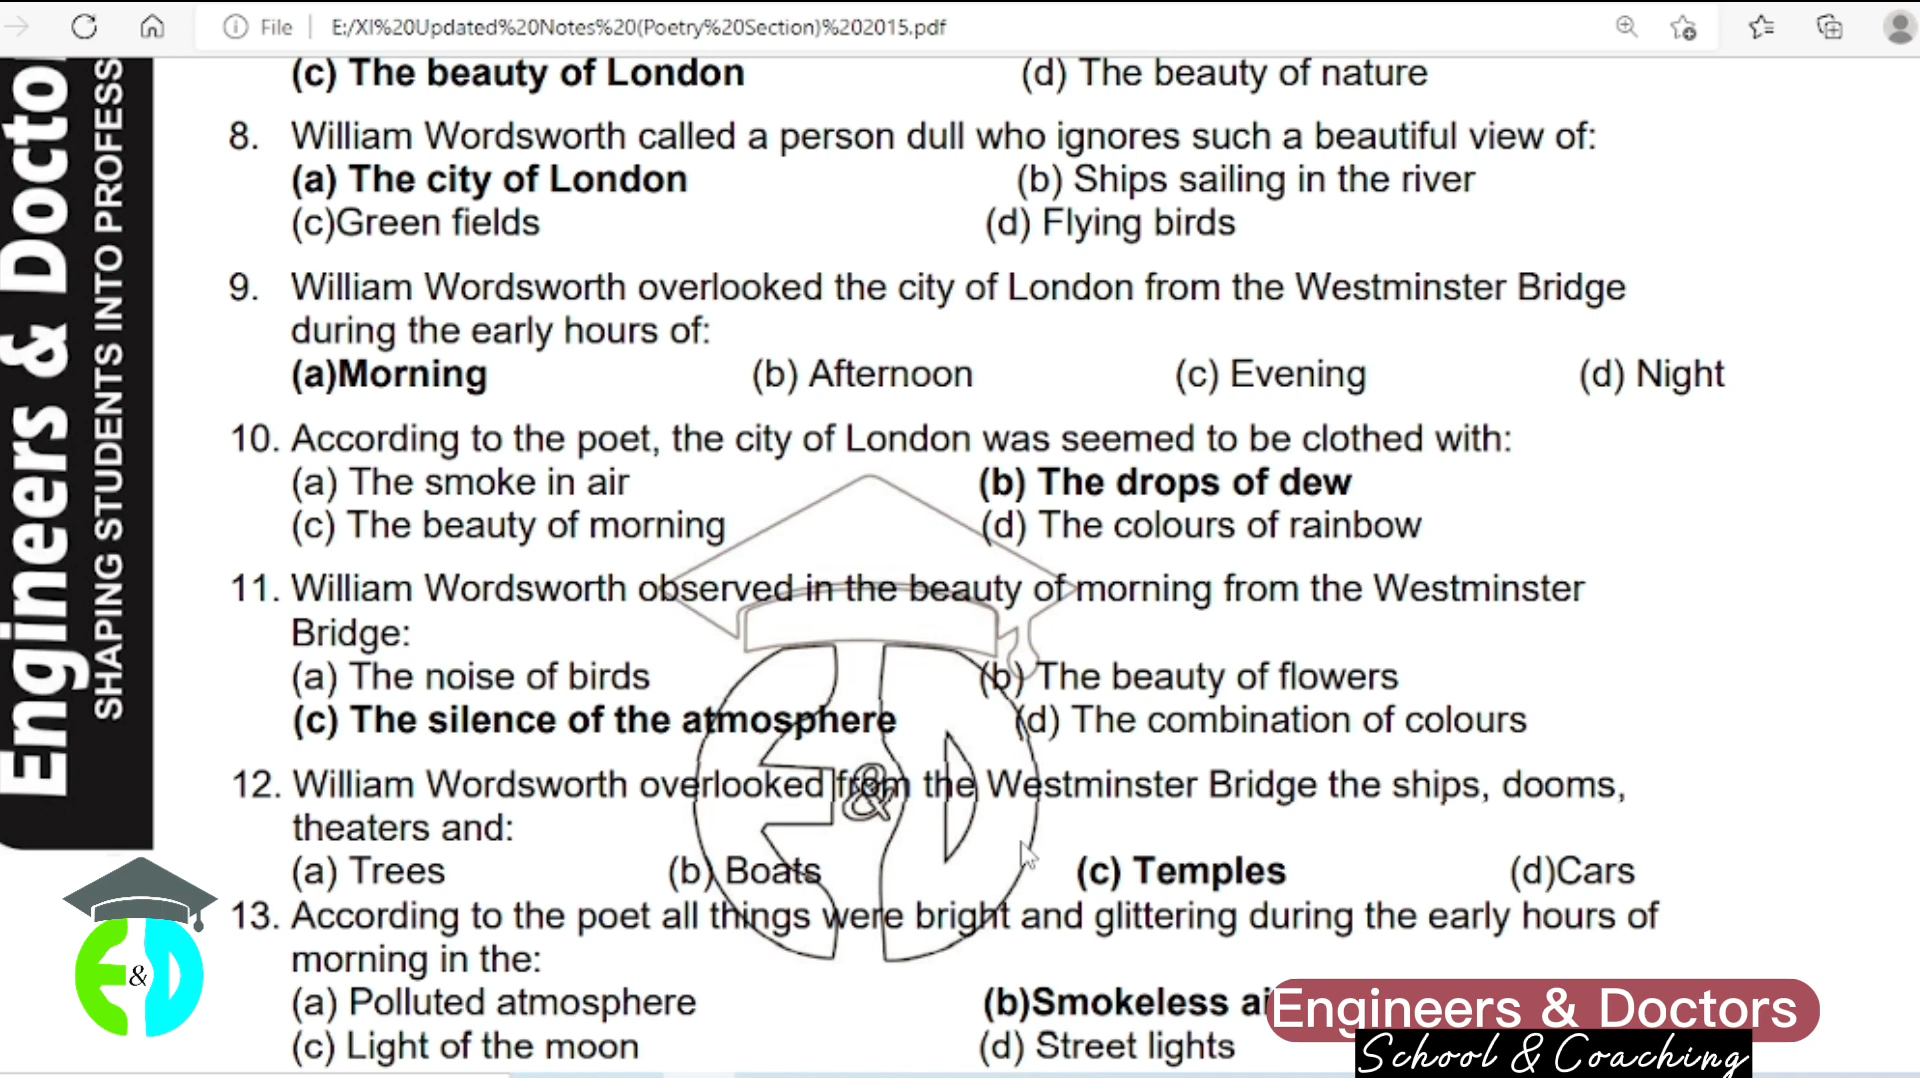 File
E:/XI%20Updated%20Notes%20(Poetry%20Section)%202015.pdf
Engineers & Docto
SHAPING STUDENTS INTO PROFESS
(c) The beauty of London (d) The beauty of nature
8. William Wordsworth called a person dull who ignores such a beautiful view of:
(a) The city of London (b) Ships sailing in the river
(c)Green fields (d) Flying birds
9. William Wordsworth overlooked the city of London from the Westminster Bridge
during the early hours of:
(a)Morning (b) Afternoon (c) Evening (d) Night
10. According to the poet, the city of London was seemed to be clothed with:
(a) The smoke in air (b) The drops of dew
(c) The beauty of morning (d) The colours of rainbow
11. William Wordsworth observed in the beauty of morning from the Westminster
Bridge:
(a) The noise of birds (b) The beauty of flowers
(c) The silence of the atmosphere (d) The combination of colours
12. William Wordsworth overlooked from the Westminster Bridge the ships, dooms,
theaters and:
(a) Trees (b) Boats (c) Temples (d)Cars
13. According to the poet all things were bright and glittering during the early hours of
morning in the:
(a) Polluted atmosphere (b)Smokeless ai
(c) Light of the moon (d) Street lights
E & D
E & D
Engineers & Doctors
School & Coaching